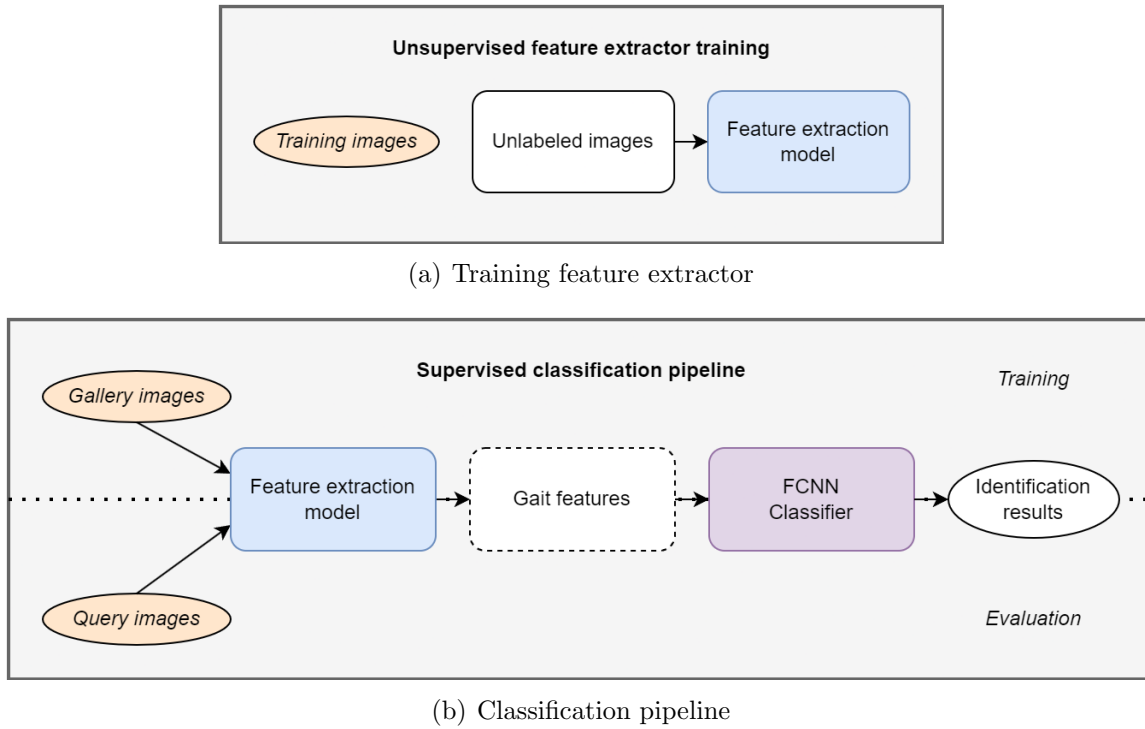 Unsupervised feature extractor training
Training images
Unlabeled images
Feature extraction
model
(a) Training feature extractor
Supervised classification pipeline
Training
Gallery images
Feature extraction
model
Gait features
FCNN
Classifier
Identification
results
Query images
Evaluation
(b) Classification pipeline